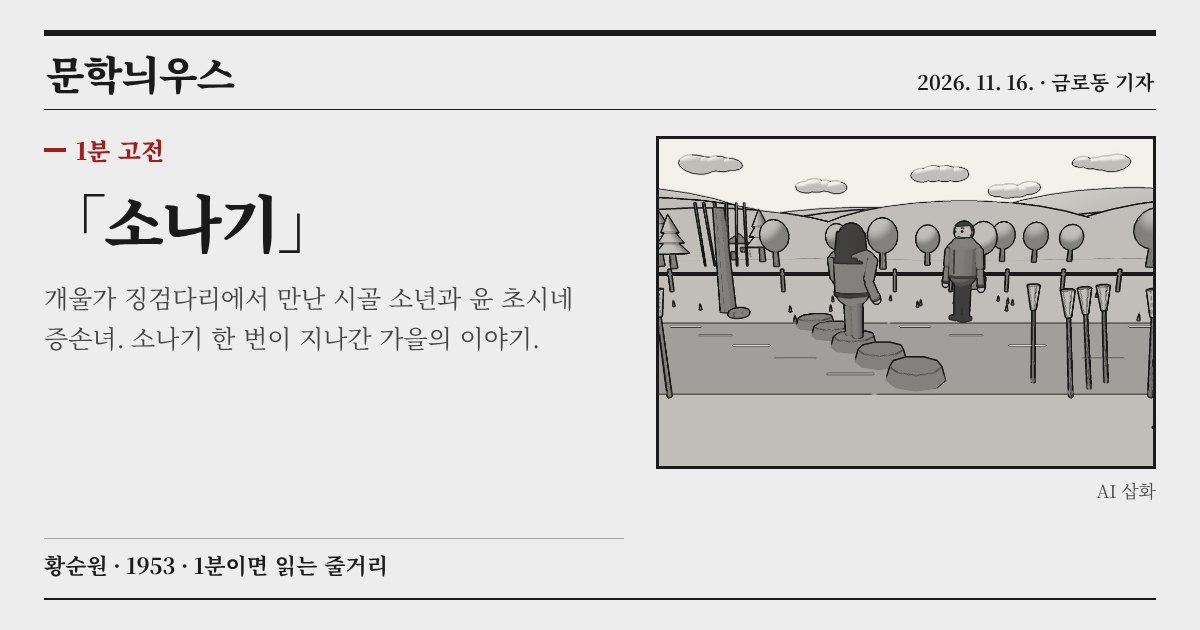 문학늬우스
2026. 11. 16. · 금로동 기자
1분 고전
「소나기」
개울가 징검다리에서 만난 시골 소년과 윤 초시네
증손녀. 소나기 한 번이 지나간 가을의 이야기.
AI 삽화
황순원 · 1953 · 1분이면 읽는 줄거리